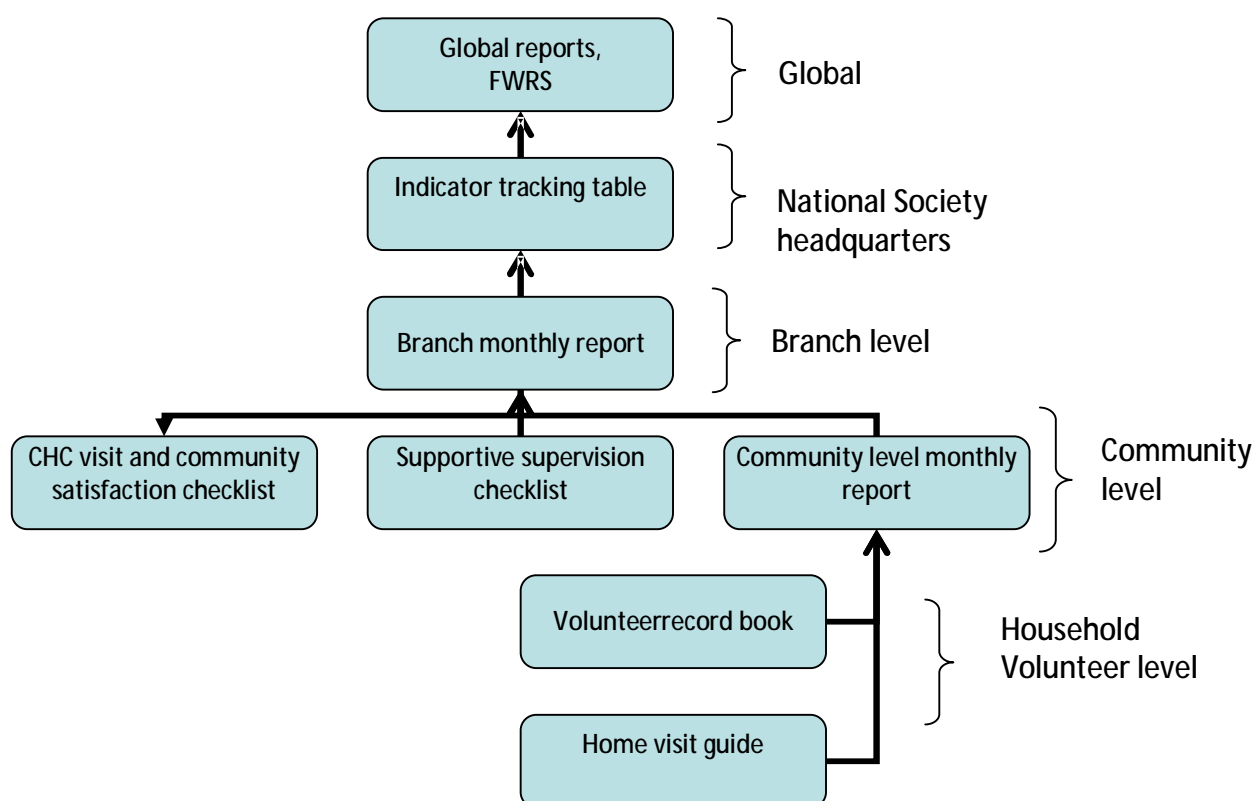 Global reports,
FWRS
Global
Indicator tracking table
National Society
headquarters
Branch monthly report
Branch level
CHC visit and community
satisfaction checklist
Supportive supervision
checklist
Community level monthly
report
Community
level
Volunteerrecord book
Household
Volunteer level
Home visit guide